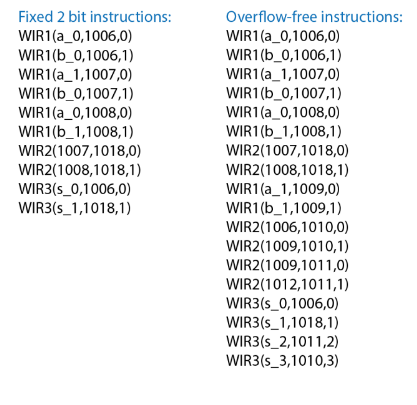 Fixed 2 bit instructions:
WIR1(a_0,1006,0)
WIR1(b_0,1006,1)
WIR1(a_1,1007,0)
WIR1(b_0,1007,1)
WIR1(a_0,1008,0)
WIR1(b_1,1008,1)
WIR2(1007,1018,0)
WIR2(1008,1018,1)
WIR3(s_0,1006,0)
WIR3(s_1,1018,1)
Overflow-free instructions:
WIR1(a_0,1006,0)
WIR1(b_0,1006,1)
WIR1(a_1,1007,0)
WIR1(b_0,1007,1)
WIR1(a_0,1008,0)
WIR1(b_1,1008,1)
WIR2(1007,1018,0)
WIR2(1008,1018,1)
WIR1(a_1,1009,0)
WIR1(b_1,1009,1)
WIR2(1006,1010,0)
WIR2(1009,1010,1)
WIR2(1009,1011,0)
WIR2(1012,1011,1)
WIR3(s_0,1006,0)
WIR3(s_1,1018,1)
WIR3(s_2,1011,2)
WIR3(s_3,1010,3)